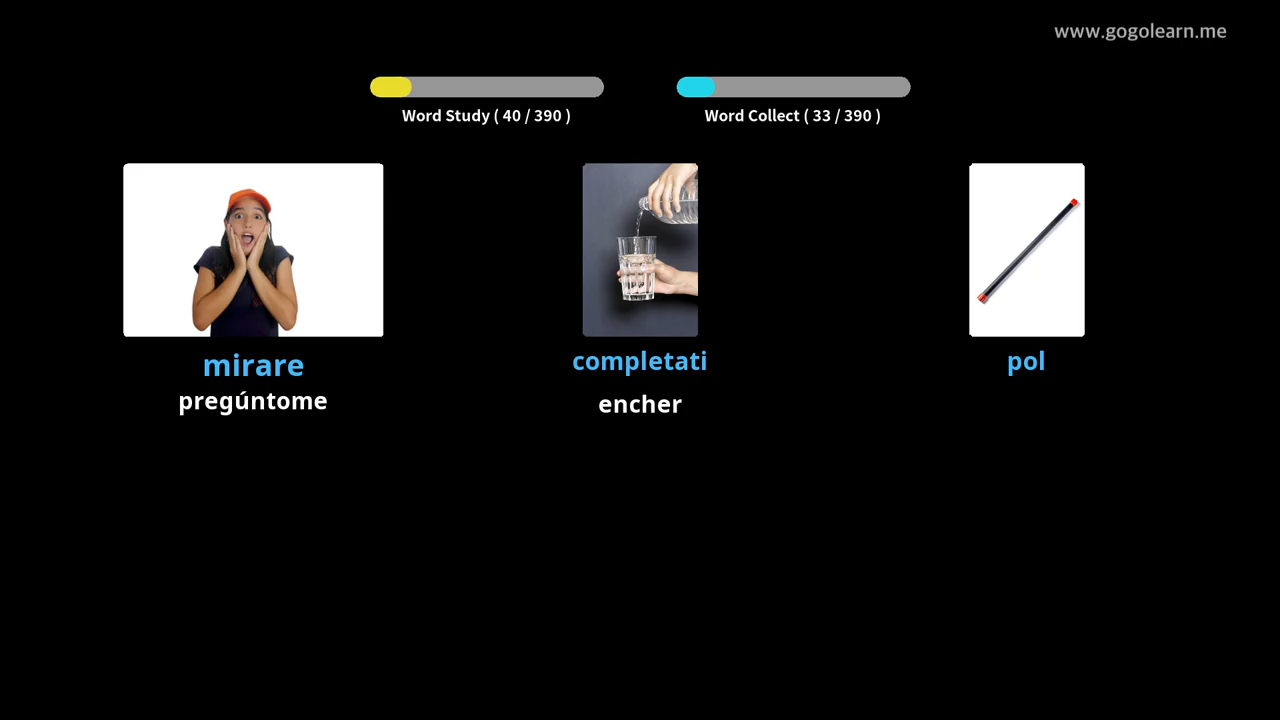 www.gogolearn.me
Word Study ( 40 / 390 )
Word Collect ( 33 / 390 )
mirare
pregúntome
completati
encher
pol